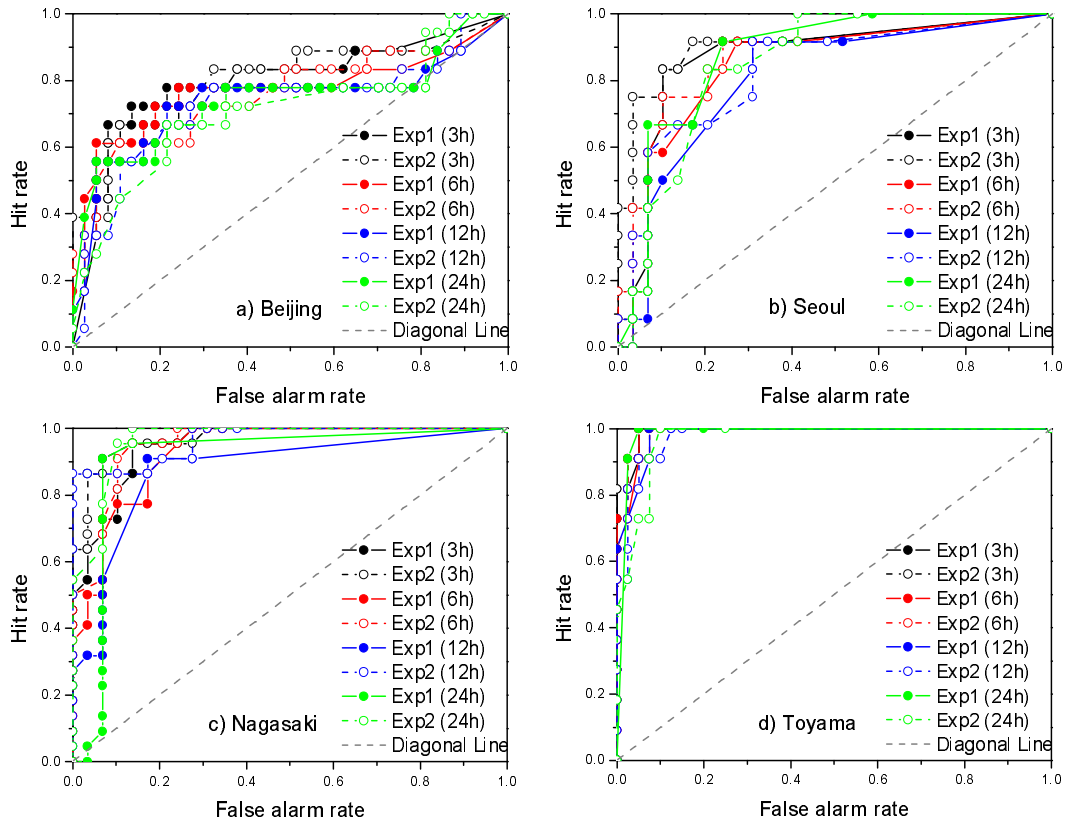 1.0
0.8
0.6
0.4
0.2
0.0
Hit rate
0.0 0.2 0.4 0.6 0.8 1.0
False alarm rate
Exp1 (3h)
Exp2 (3h)
Exp1 (6h)
Exp2 (6h)
Exp1 (12h)
Exp2 (12h)
Exp1 (24h)
Exp2 (24h)
Diagonal Line
a) Beijing
1.0
0.8
0.6
0.4
0.2
0.0
Hit rate
0.0 0.2 0.4 0.6 0.8 1.0
False alarm rate
Exp1 (3h)
Exp2 (3h)
Exp1 (6h)
Exp2 (6h)
Exp1 (12h)
Exp2 (12h)
Exp1 (24h)
Exp2 (24h)
Diagonal Line
b) Seoul
1.0
0.8
0.6
0.4
0.2
0.0
Hit rate
0.0 0.2 0.4 0.6 0.8 1.0
False alarm rate
Exp1 (3h)
Exp2 (3h)
Exp1 (6h)
Exp2 (6h)
Exp1 (12h)
Exp2 (12h)
Exp1 (24h)
Exp2 (24h)
Diagonal Line
c) Nagasaki
1.0
0.8
0.6
0.4
0.2
0.0
Hit rate
0.0 0.2 0.4 0.6 0.8 1.0
False alarm rate
Exp1 (3h)
Exp2 (3h)
Exp1 (6h)
Exp2 (6h)
Exp1 (12h)
Exp2 (12h)
Exp1 (24h)
Exp2 (24h)
Diagonal Line
d) Toyama